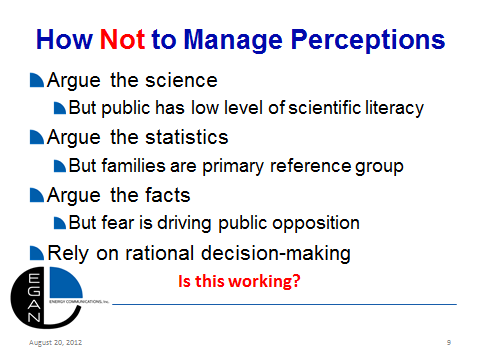 How Not to Manage Perceptions
Argue the science
But public has low level of scientific literacy
Argue the statistics
But families are primary reference group
Argue the facts
But fear is driving public opposition
Rely on rational decision-making
Is this working?
EGAN
ENERGY COMMUNICATIONS, Inc.
August 20, 2012
9